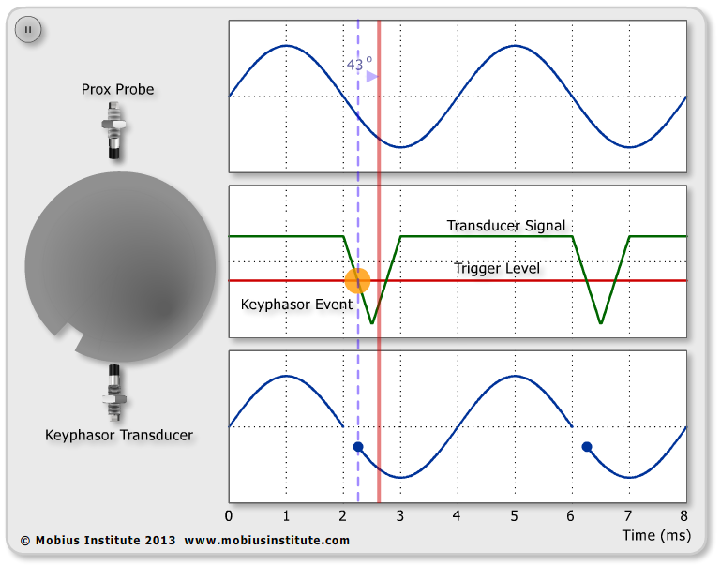 Prox Probe
43°
Transducer Signal
Trigger Level
Keyphasor Event
Keyphasor Transducer
0 1 2 3 4 5 6 7 8
Time (ms)
© Mobius Institute 2013 www.mobiusinstitute.com